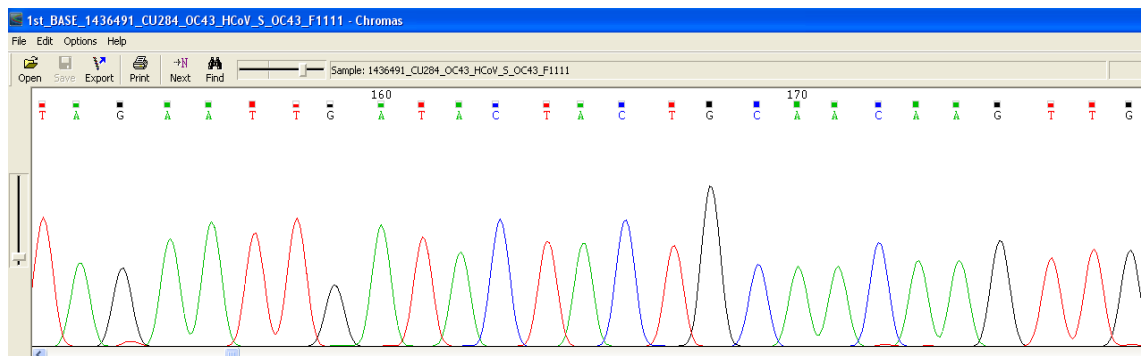 1st_BASE_1436491_CU284_OC43_HCoV_S_OC43_F1111 - Chromas
File Edit Options Help
Open Save Export Print Next Find Sample: 1436491_CU284_OC43_HCoV_S_OC43_F1111
160 170
T A G A A T T G A T A C T A C T G C A A C A A G T T G